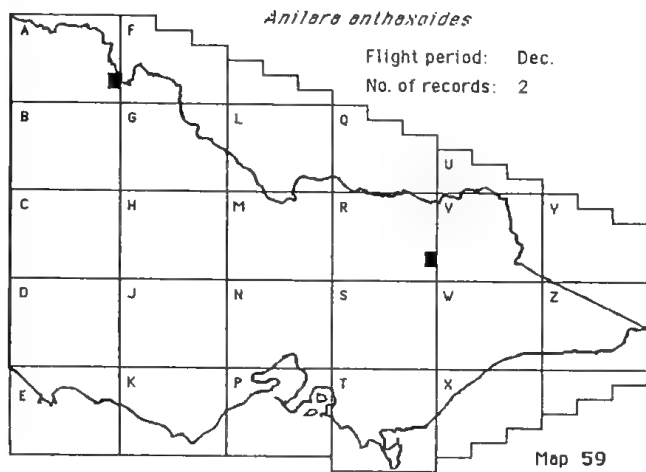 Anilara anthaxoides
Flight period: Dec.
No. of records: 2
A F
B G L Q
U
C H M R V Y
D J N S W Z
E K P T X
Map 59